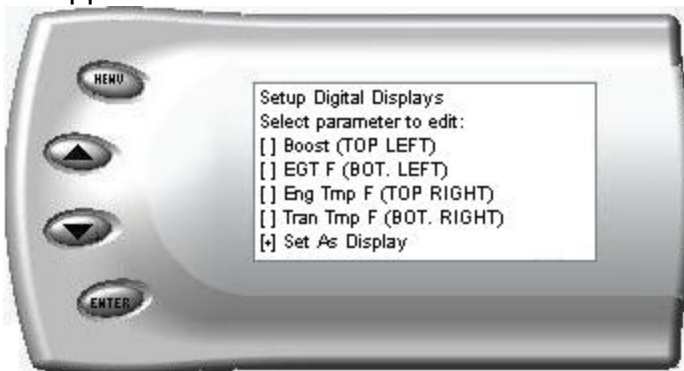 MENU
Setup Digital Displays
Select parameter to edit:
[ ] Boost (TOP LEFT)
[ ] EGT F (BOT. LEFT)
[ ] Eng Tmp F (TOP RIGHT)
[ ] Tran Tmp F (BOT. RIGHT)
[•] Set As Display
ENTER